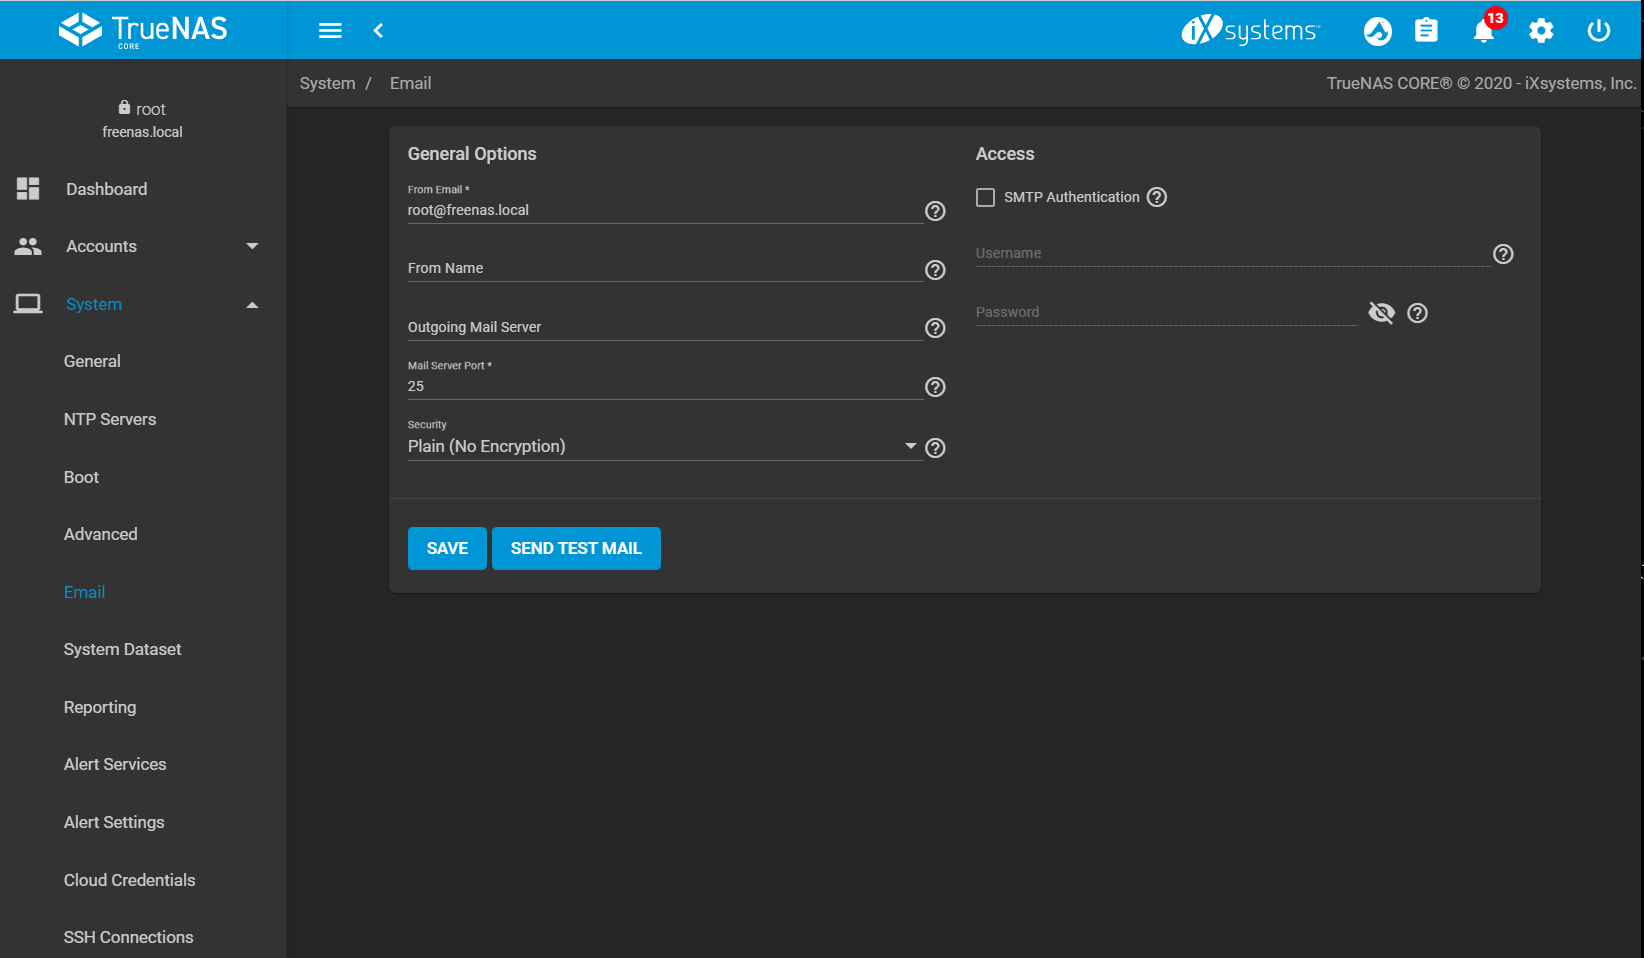 TrueNAS
CORE
iXsystems™
13
root
freenas.local
System / Email
TrueNAS CORE® © 2020 - iXsystems, Inc.
Dashboard
Accounts
System
General
NTP Servers
Boot
Advanced
Email
System Dataset
Reporting
Alert Services
Alert Settings
Cloud Credentials
SSH Connections
General Options
From Email *
root@freenas.local
From Name
Outgoing Mail Server
Mail Server Port *
25
Security
Plain (No Encryption)
Access
SMTP Authentication
Username
Password
SAVE
SEND TEST MAIL